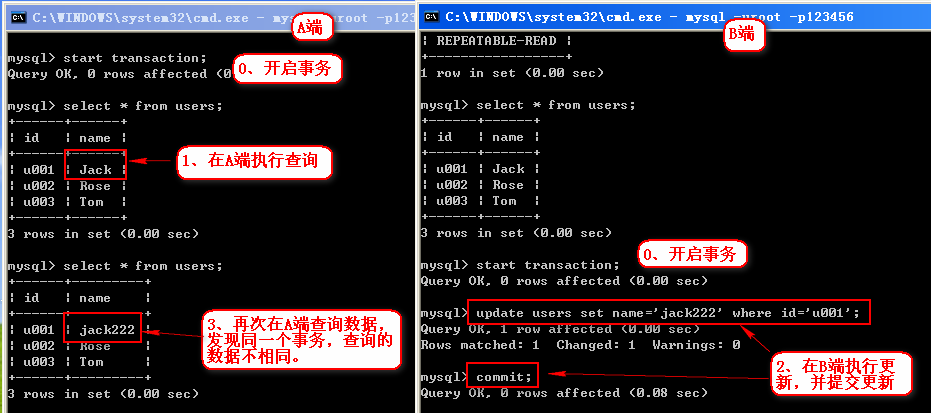 C:\WINDOWS\system32\cmd.exe - mysql -uroot -p123
A端
mysql> start transaction;
Query OK, 0 rows affected (0.0
0、开启事务
mysql> select * from users;
+------+------+
| id   | name |
+------+------+
| u001 | Jack |
| u002 | Rose |
| u003 | Tom  |
+------+------+
3 rows in set (0.00 sec)
1、在A端执行查询
mysql> select * from users;
+------+---------+
| id   | name    |
+------+---------+
| u001 | jack222 |
| u002 | Rose    |
| u003 | Tom     |
+------+---------+
3 rows in set (0.00 sec)
3、再次在A端查询数据,
发现同一个事务，查询的
数据不相同。
C:\WINDOWS\system32\cmd.exe - mysql -uroot -p123456
B端
| REPEATABLE-READ |
+-----------------+
1 row in set (0.00 sec)
mysql> select * from users;
+------+------+
| id   | name |
+------+------+
| u001 | Jack |
| u002 | Rose |
| u003 | Tom  |
+------+------+
3 rows in set (0.00 sec)
0、开启事务
mysql> start transaction;
Query OK, 0 rows affected (0.00 sec)
mysql> update users set name='jack222' where id='u001';
Query OK, 1 row affected (0.00 sec)
Rows matched: 1  Changed: 1  Warnings: 0
2、在B端执行更
新，并提交更新
mysql> commit;
Query OK, 0 rows affected (0.08 sec)